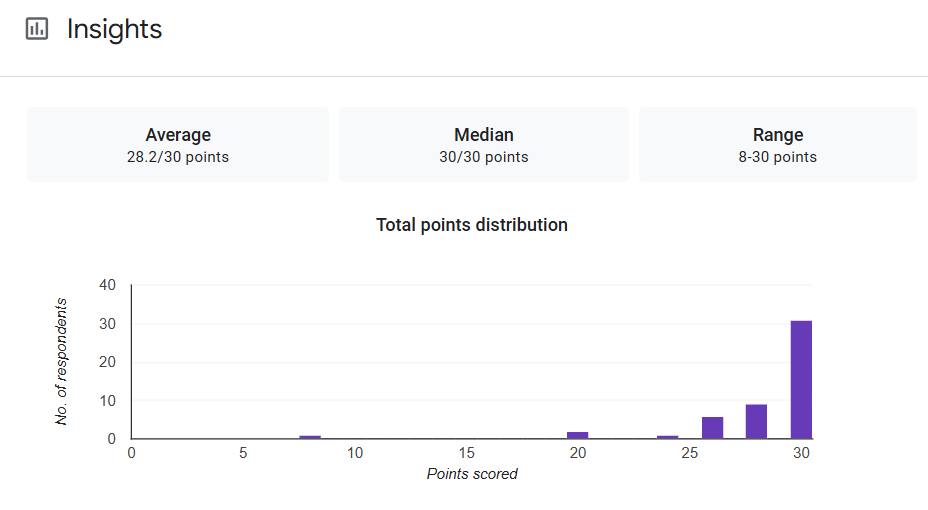 Insights
Average
28.2/30 points
Median
30/30 points
Range
8-30 points
Total points distribution
No. of respondents
40
30
20
10
0
0 5 10 15 20 25 30
Points scored